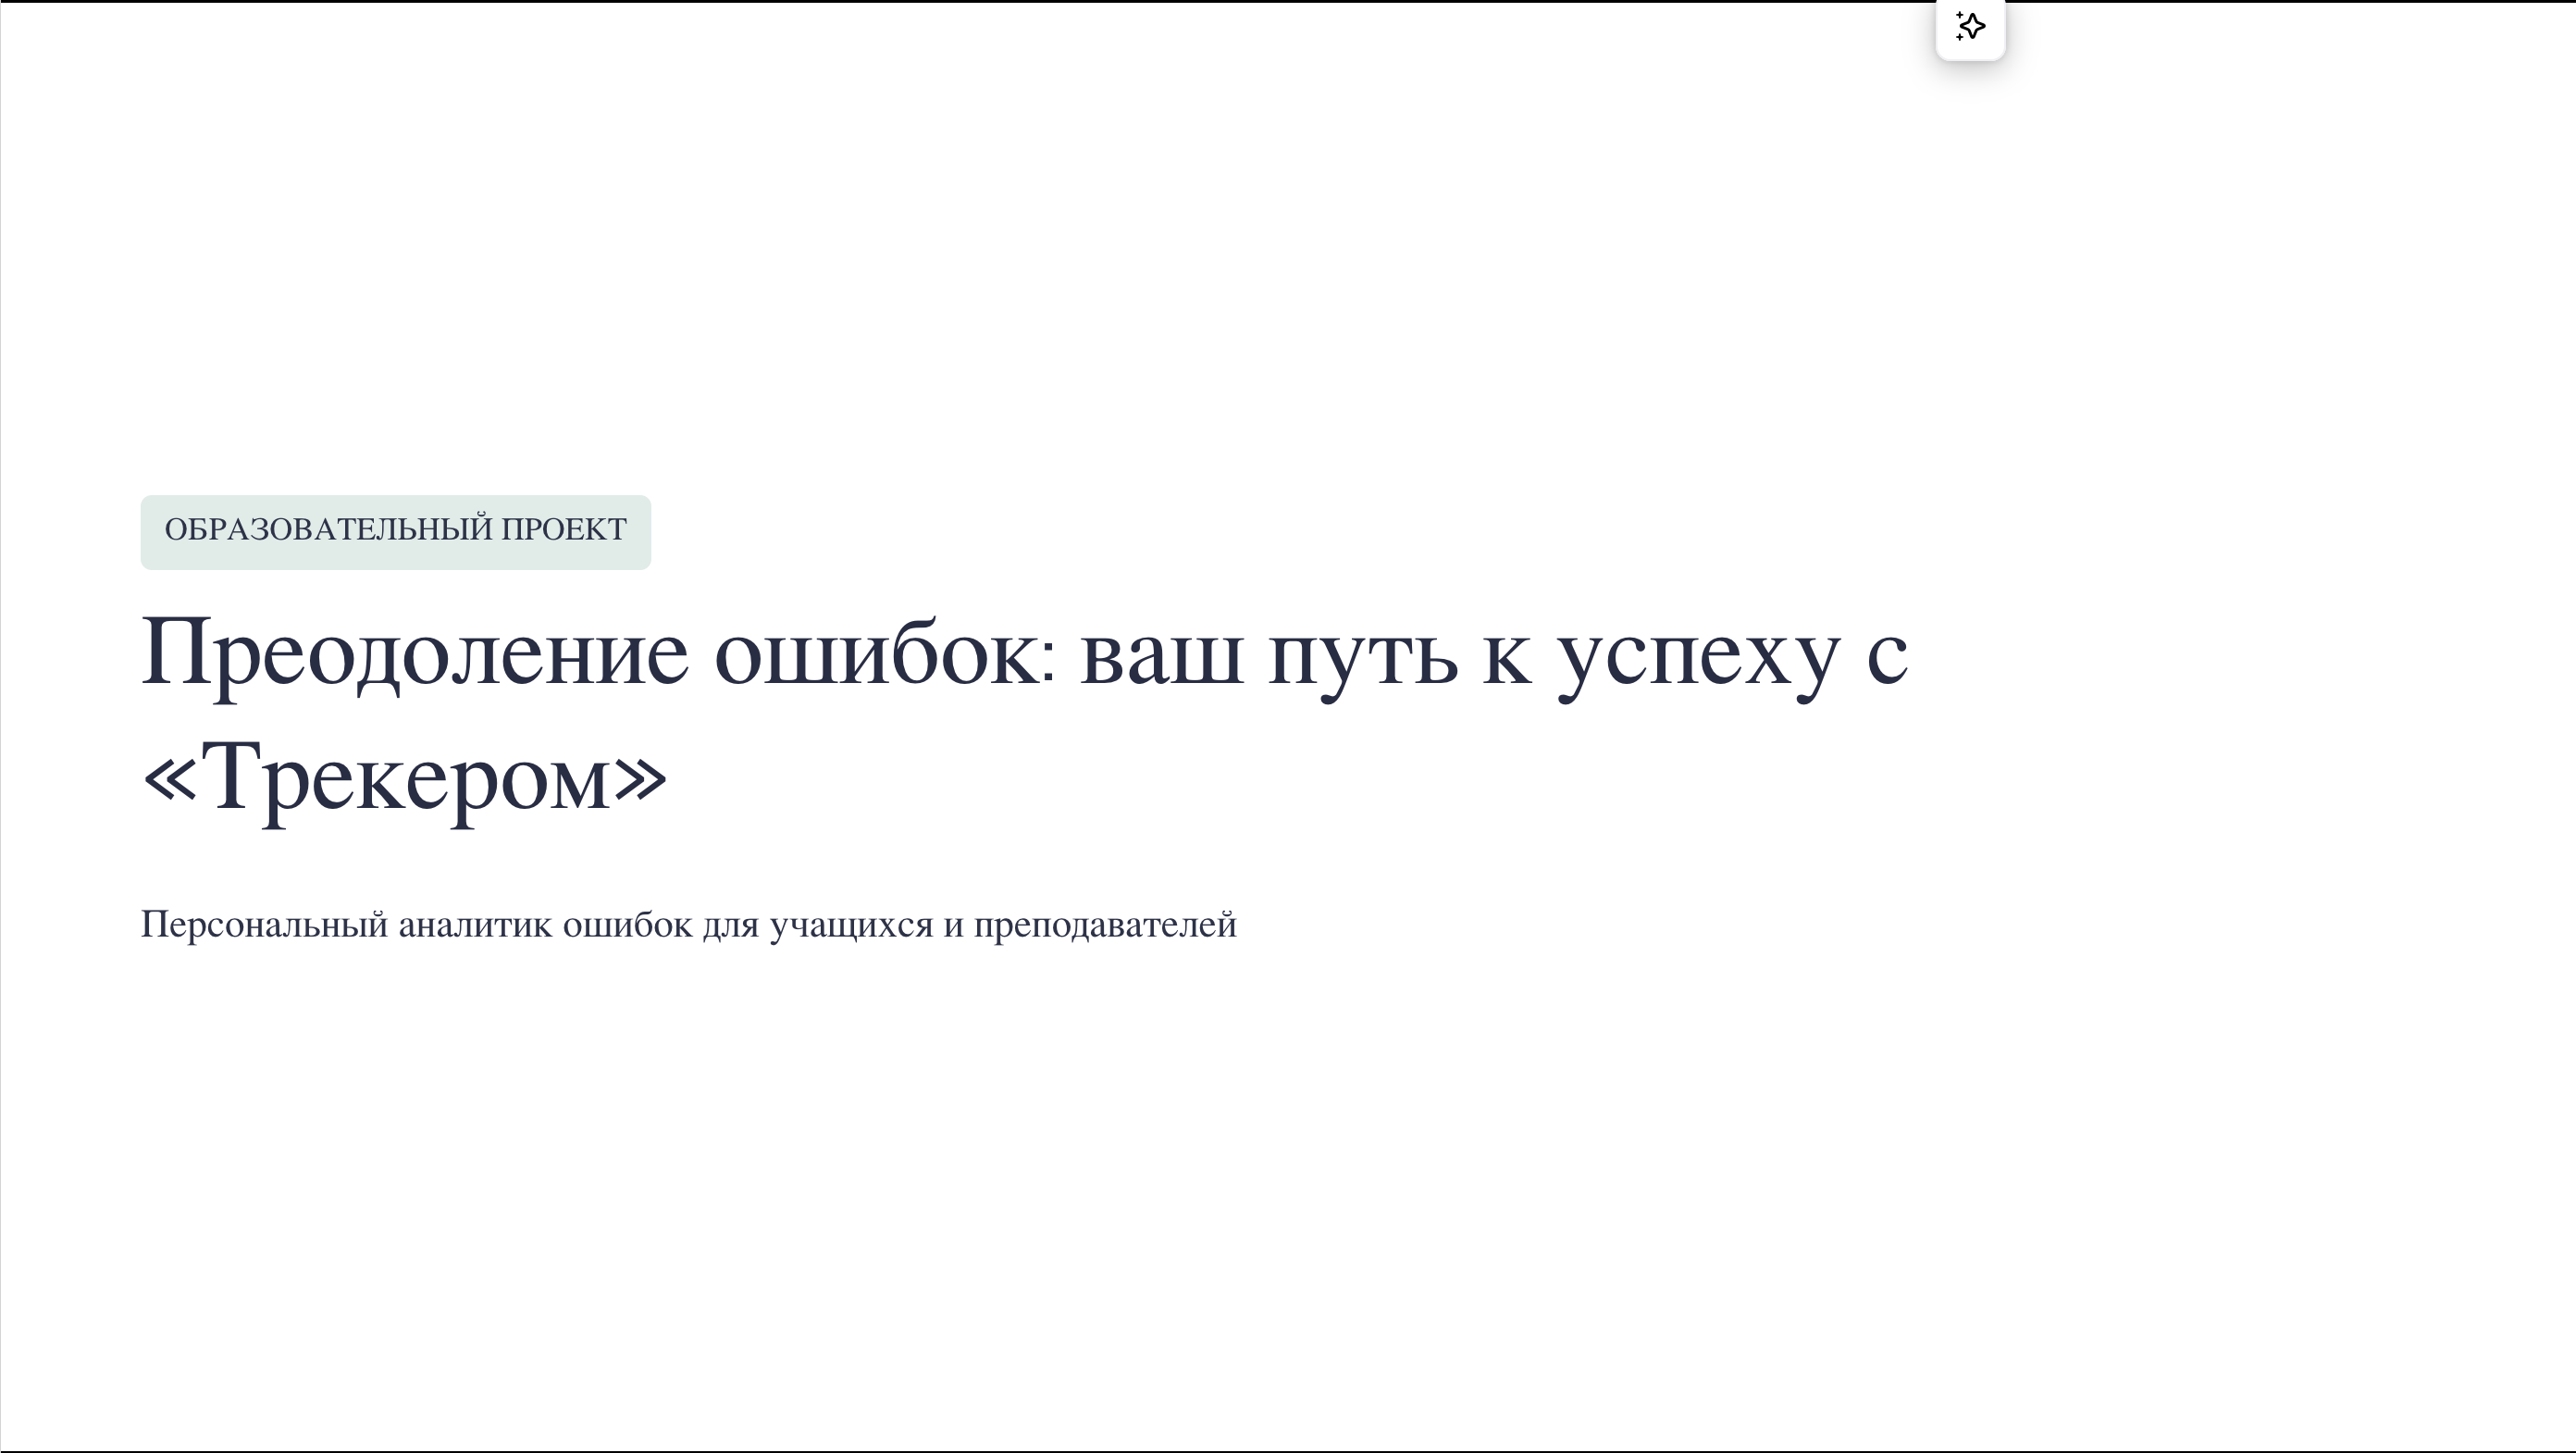 ОБРАЗОВАТЕЛЬНЫЙ ПРОЕКТ
Преодоление ошибок: ваш путь к успеху с
«Трекером»
Персональный аналитик ошибок для учащихся и преподавателей